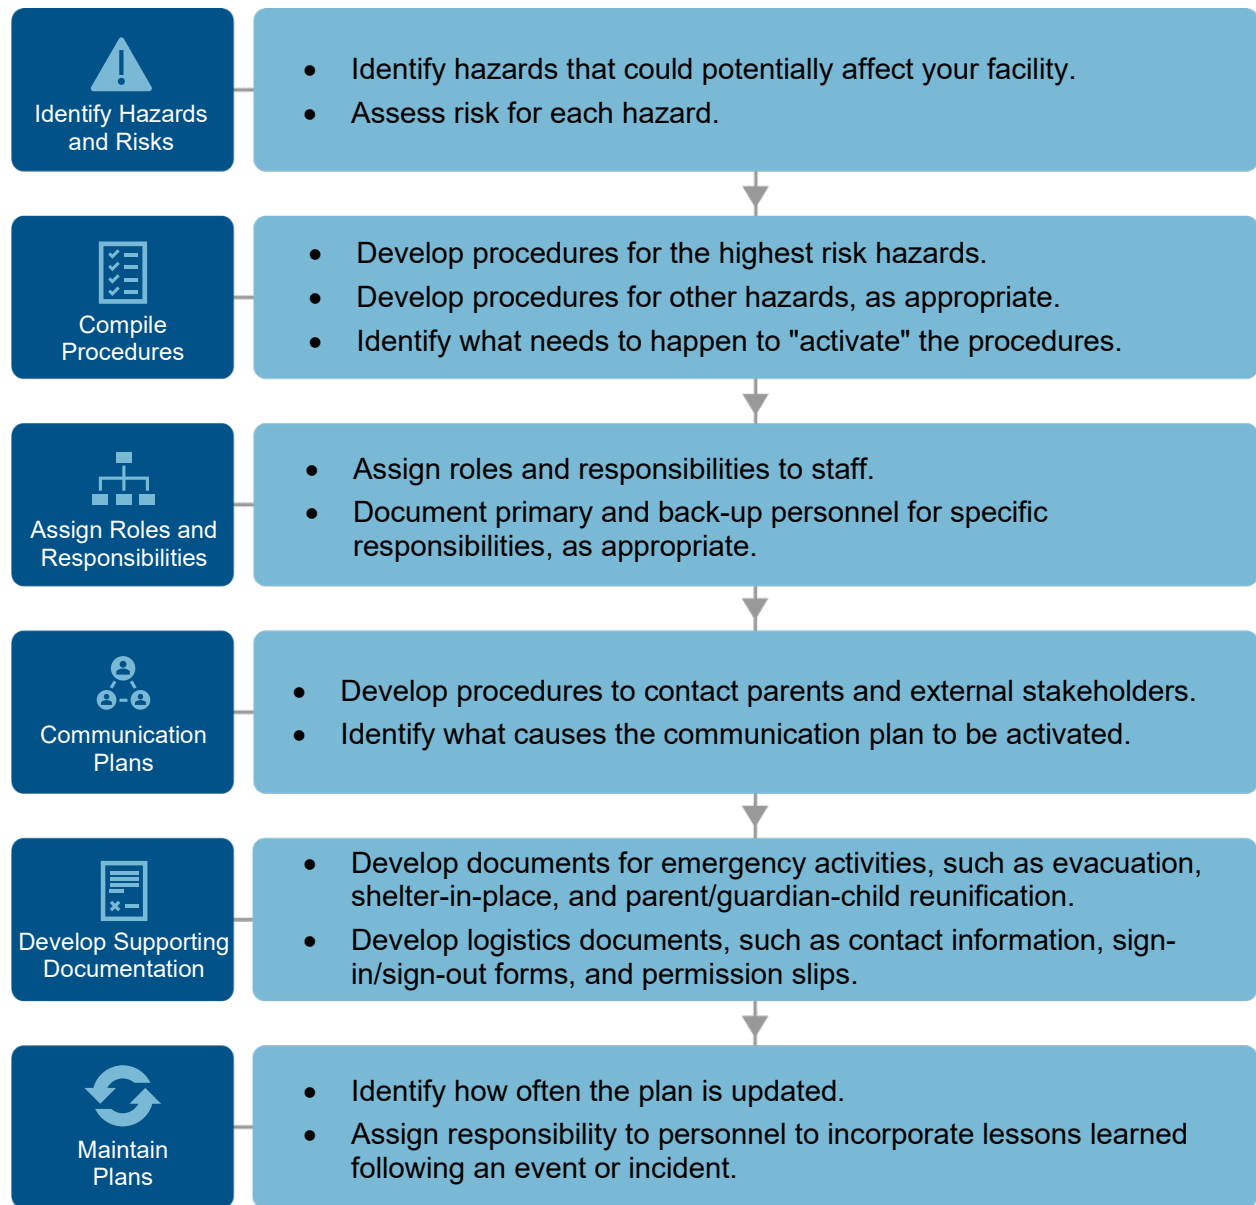 Identify Hazards
and Risks
• Identify hazards that could potentially affect your facility.
• Assess risk for each hazard.
Compile
Procedures
• Develop procedures for the highest risk hazards.
• Develop procedures for other hazards, as appropriate.
• Identify what needs to happen to "activate" the procedures.
Assign Roles and
Responsibilities
• Assign roles and responsibilities to staff.
• Document primary and back-up personnel for specific
responsibilities, as appropriate.
Communication
Plans
• Develop procedures to contact parents and external stakeholders.
• Identify what causes the communication plan to be activated.
Develop Supporting
Documentation
• Develop documents for emergency activities, such as evacuation,
shelter-in-place, and parent/guardian-child reunification.
• Develop logistics documents, such as contact information, sign-
in/sign-out forms, and permission slips.
Maintain
Plans
• Identify how often the plan is updated.
• Assign responsibility to personnel to incorporate lessons learned
following an event or incident.